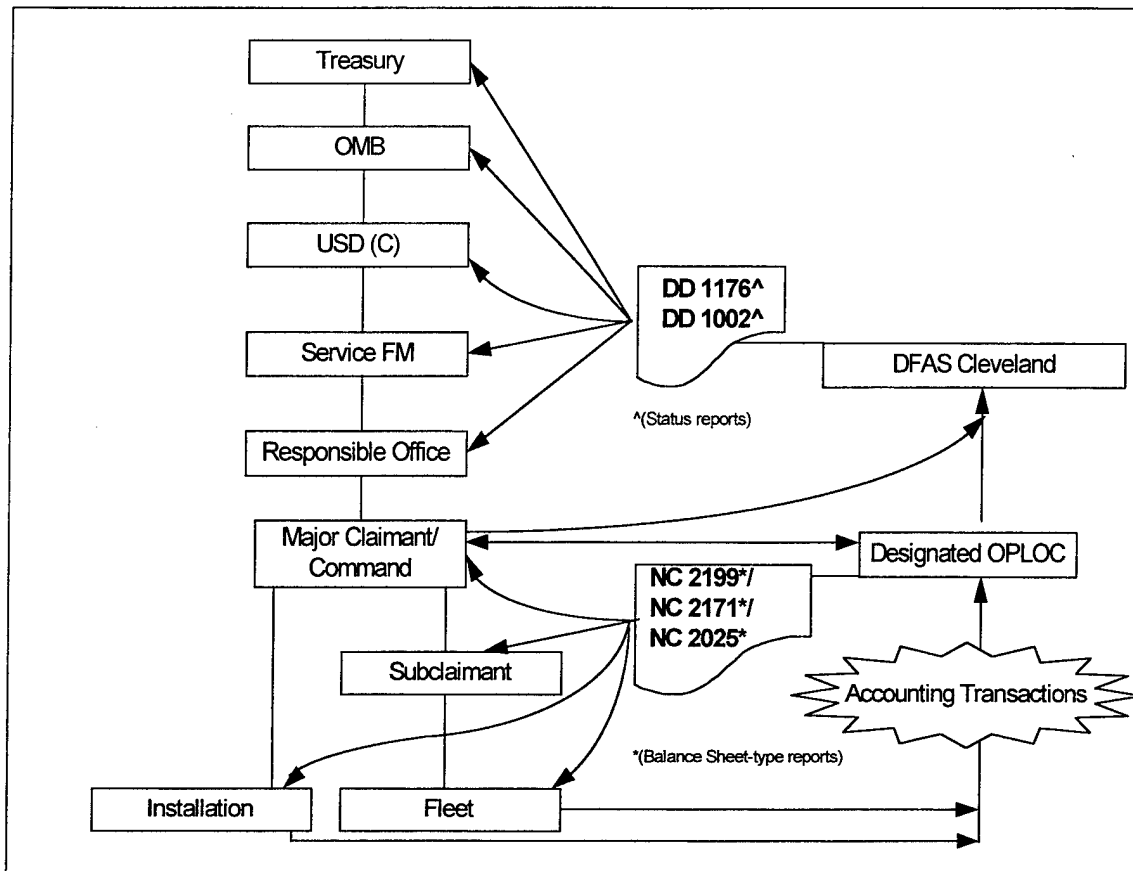 Treasury
OMB
USD (C)
Service FM
Responsible Office
Major Claimant/
Command
Subclaimant
Installation
Fleet
DD 1176^
DD 1002^
^(Status reports)
DFAS Cleveland
Designated OPLOC
NC 2199*/
NC 2171*/
NC 2025*
*(Balance Sheet-type reports)
Accounting Transactions